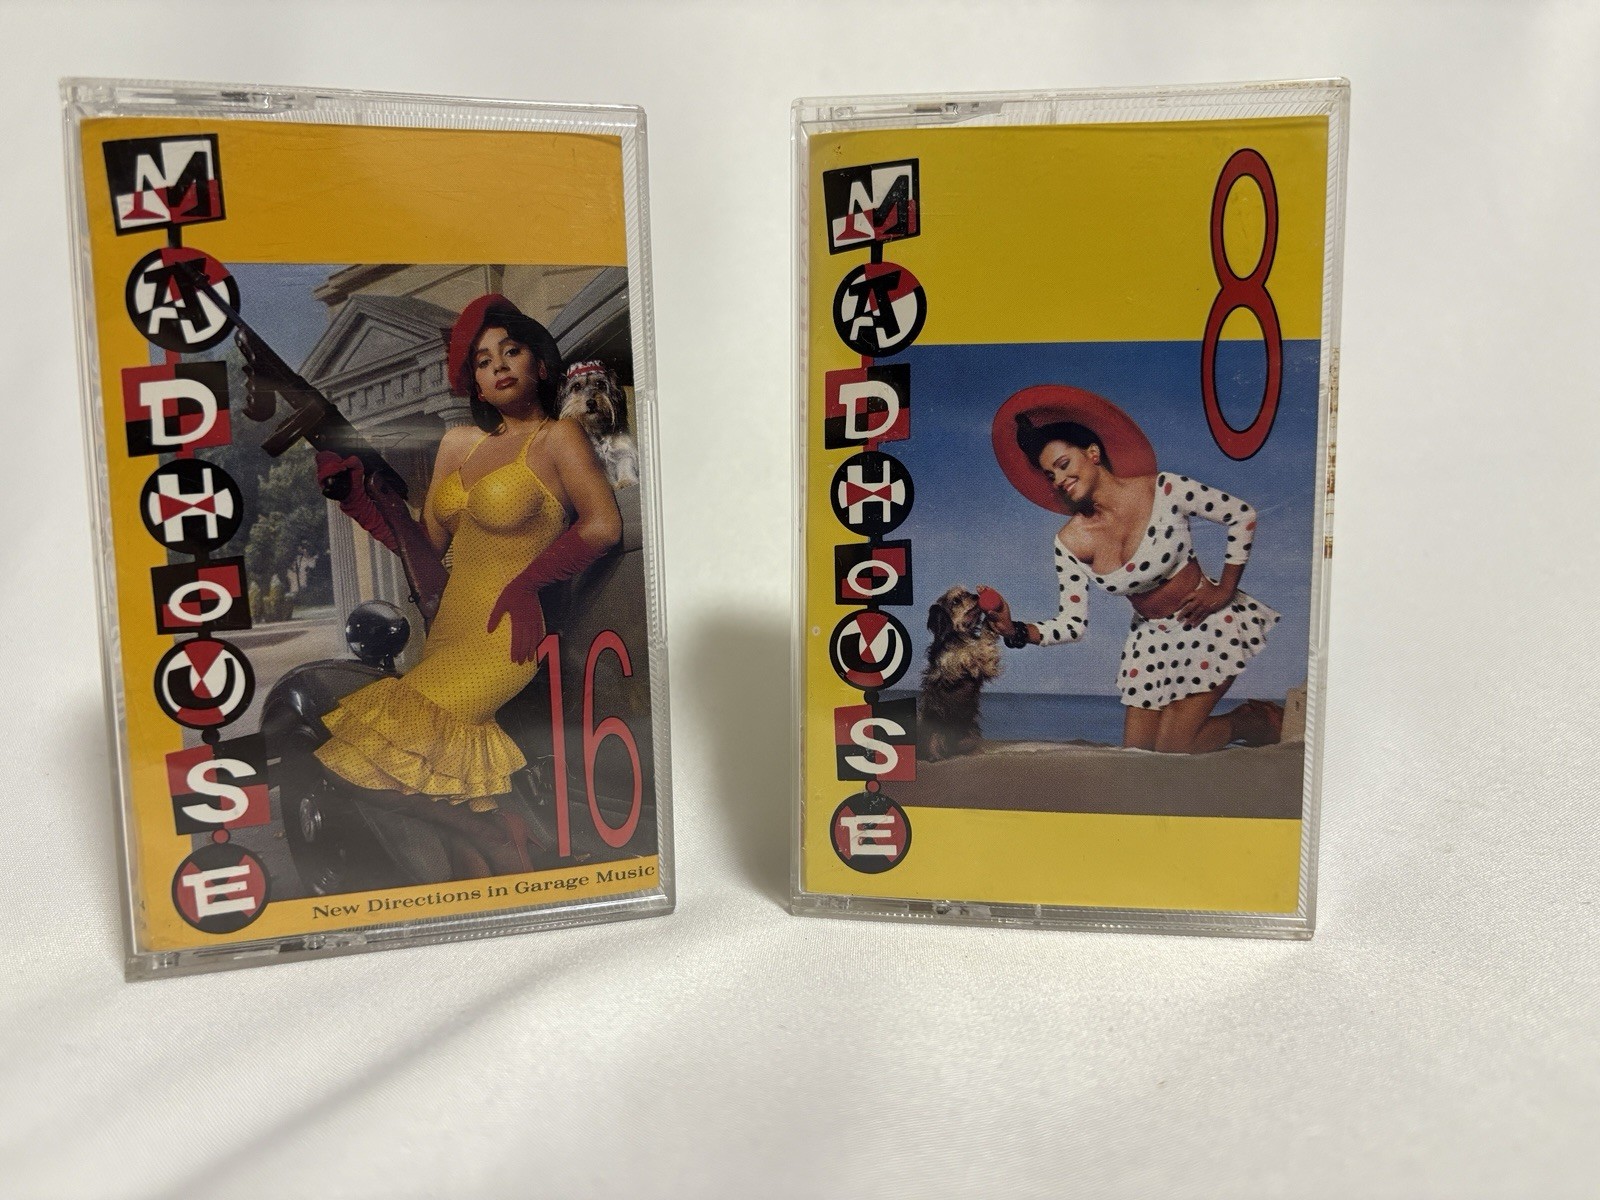 MADHOUSE
16
New Directions in Garage Music
MADHOUSE
8